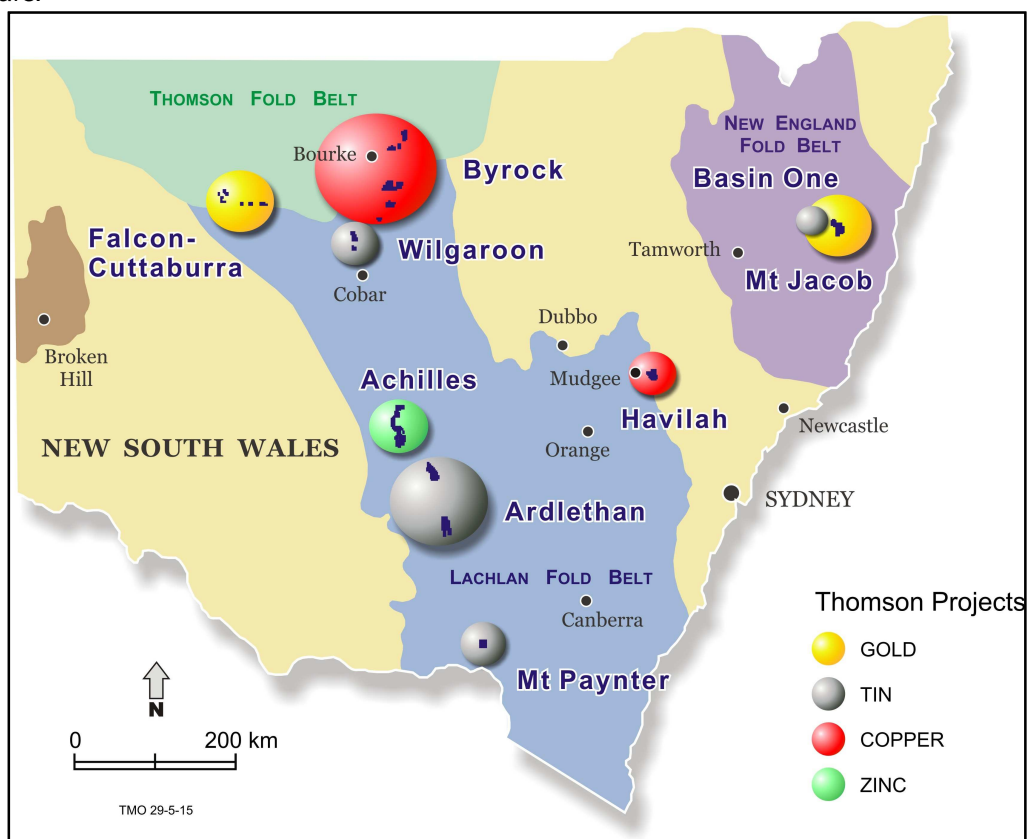 THOMSON FOLD BELT
NEW ENGLAND
FOLD BELT
Bourke
Byrock
Basin One
Falcon-
Cuttaburra
Wilgaroon
Tamworth
Mt Jacob
Cobar
Dubbo
Broken
Hill
Achilles
Mudgee
Havilah
Newcastle
NEW SOUTH WALES
Orange
SYDNEY
Ardlethan
LACHLAN FOLD BELT
Canberra
Mt Paynter
Thomson Projects
GOLD
TIN
COPPER
ZINC
N
0 200 km
TMO 29-5-15